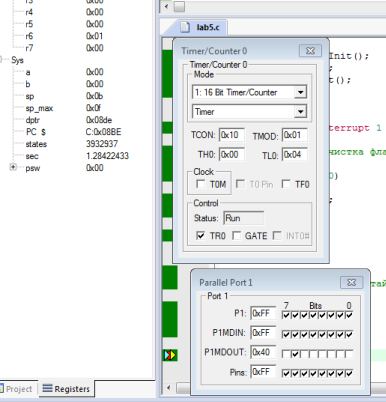 r3 0x00
r4 0x00
r5 0x00
r6 0x01
r7 0x00
Sys
a 0x00
b 0x00
sp 0x0b
sp_max 0x0f
dptr 0x08de
PC $ C:0x08BE
states 3932937
sec 1.28422433
psw 0x00
Project Registers
lab5.c
Init();
t();
terrupt 1
чистка фла
0)
;
тай
Timer/Counter 0
Timer/Counter 0
Mode
1: 16 Bit Timer/Counter
Timer
TCON: 0x10 TMOD: 0x01
TH0: 0x00 TL0: 0x04
Clock
T0M T0 Pin TF0
Control
Status: Run
TR0 GATE INT0#
Parallel Port 1
Port 1
7 Bits 0
P1: 0xFF
P1MDIN: 0xFF
P1MDOUT: 0x40
Pins: 0xFF